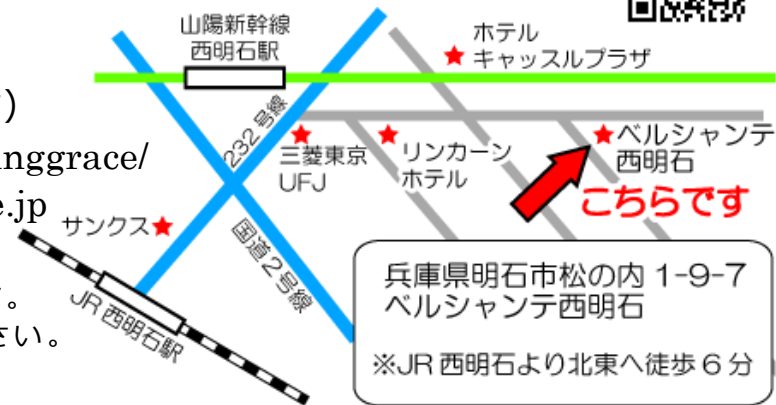 山陽新幹線
西明石駅
ホテル
キャッスルプラザ
)
232号線
三菱東京
UFJ
リンカーン
ホテル
ベルシャンテ
西明石
こちらです
inggrace/
e.jp
サンクス
国道2号線
JR西明石駅
。
さい。
兵庫県明石市松の内 1-9-7
ベルシャンテ西明石
※JR 西明石より北東へ徒歩 6 分